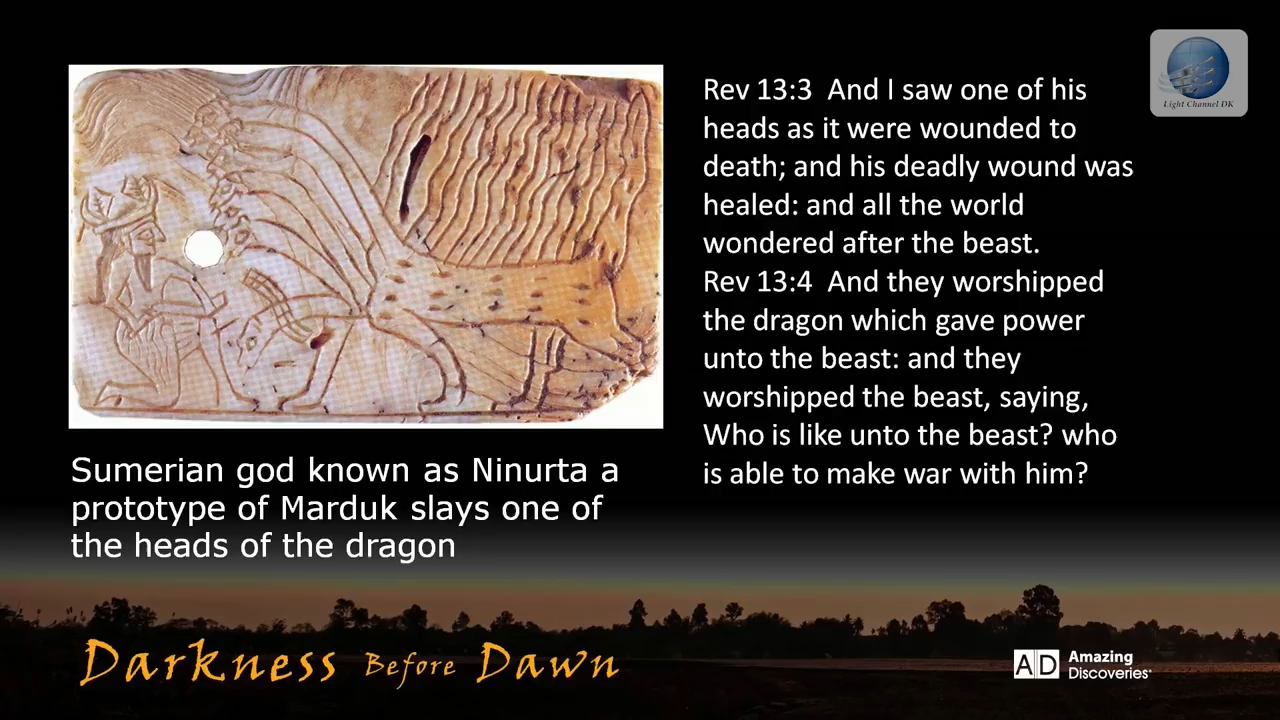 Light Channel DK
Rev 13:3  And I saw one of his
heads as it were wounded to
death; and his deadly wound was
healed: and all the world
wondered after the beast.
Rev 13:4  And they worshipped
the dragon which gave power
unto the beast: and they
worshipped the beast, saying,
Who is like unto the beast? who
is able to make war with him?
Sumerian god known as Ninurta a
prototype of Marduk slays one of
the heads of the dragon
Darkness Before Dawn
AD Amazing
Discoveries